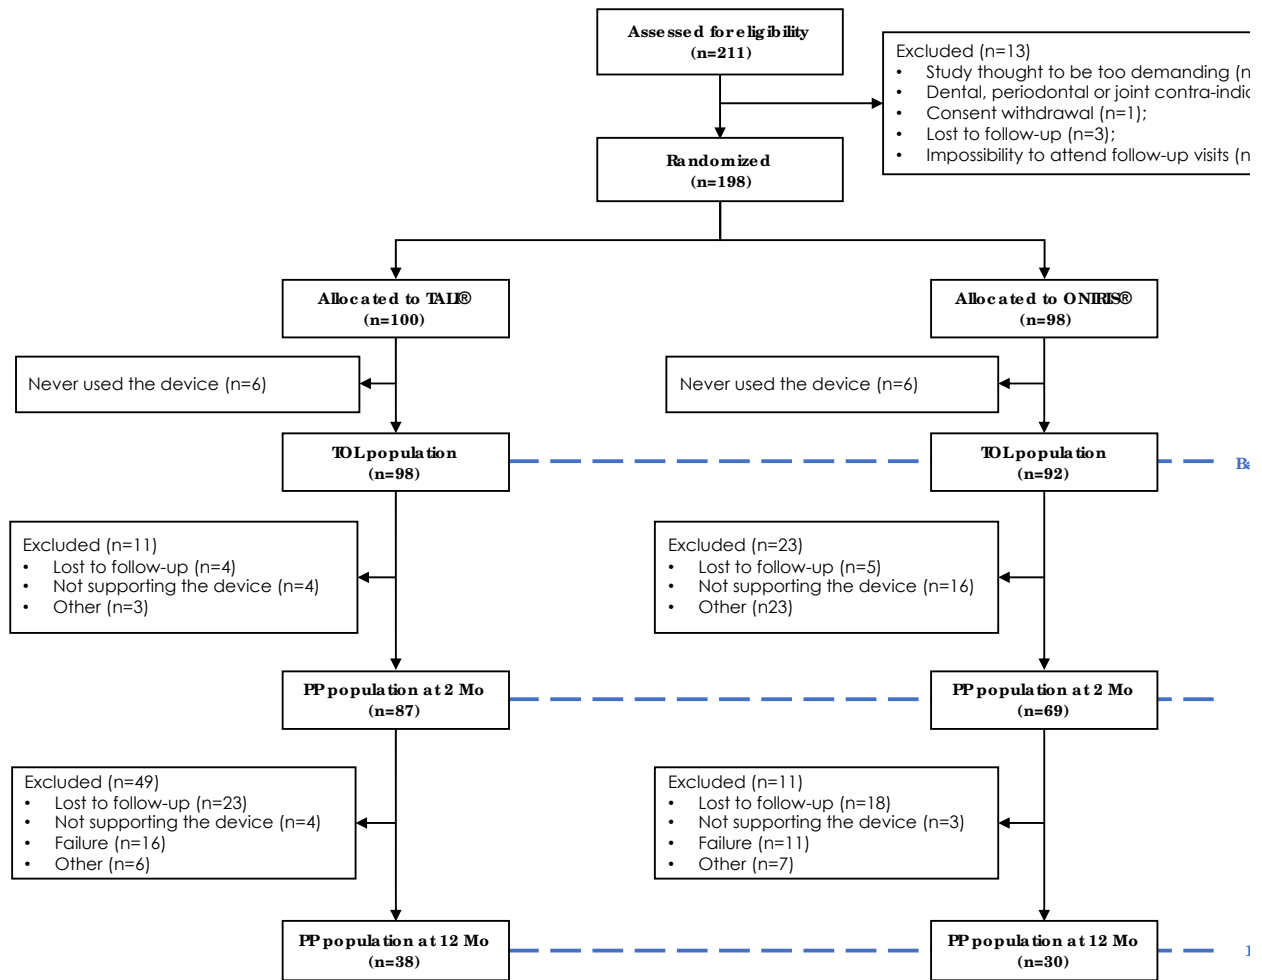 Assessed for eligibility
(n=211)
Excluded (n=13)
• Study thought to be too demanding (n
• Dental, periodontal or joint contra-indic
• Consent withdrawal (n=1);
• Lost to follow-up (n=3);
• Impossibility to attend follow-up visits (n
Randomized
(n=198)
Allocated to TALI®
(n=100)
Allocated to ONIRIS®
(n=98)
Never used the device (n=6)
Never used the device (n=6)
TOL population
(n=98)
TOL population
(n=92)
Excluded (n=11)
• Lost to follow-up (n=4)
• Not supporting the device (n=4)
• Other (n=3)
Excluded (n=23)
• Lost to follow-up (n=5)
• Not supporting the device (n=16)
• Other (n23)
PP population at 2 Mo
(n=87)
PP population at 2 Mo
(n=69)
Excluded (n=49)
• Lost to follow-up (n=23)
• Not supporting the device (n=4)
• Failure (n=16)
• Other (n=6)
Excluded (n=11)
• Lost to follow-up (n=18)
• Not supporting the device (n=3)
• Failure (n=11)
• Other (n=7)
PP population at 12 Mo
(n=38)
PP population at 12 Mo
(n=30)